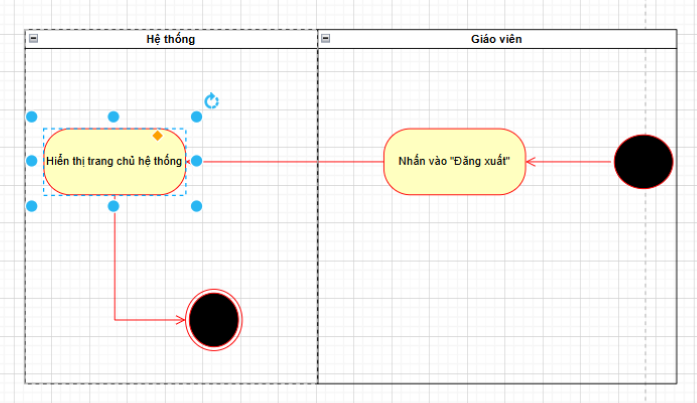 Hệ thống
Giáo viên
Hiển thị trang chủ hệ thống
Nhấn vào "Đăng xuất"